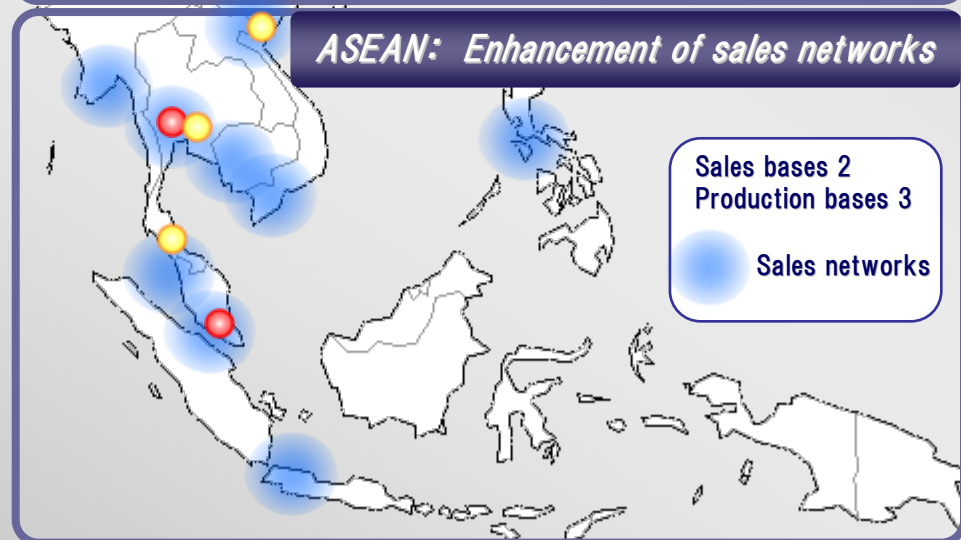 ASEAN: Enhancement of sales networks
Sales bases 2
Production bases 3
Sales networks